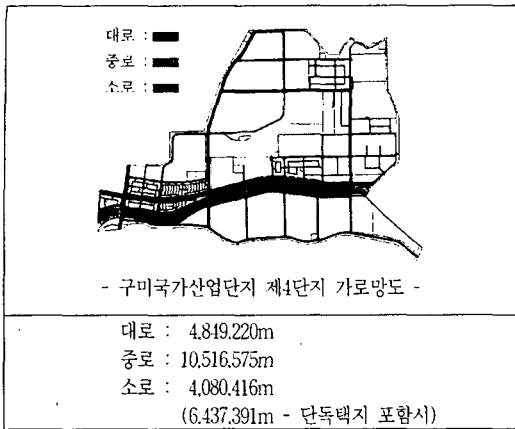 대로 :
중로 :
소로 :
- 구미국가산업단지 제4단지 가로망도 -
대로 : 4,849.220m
중로 : 10,516.575m
소로 : 4,080.416m
(6,437.391m - 단독택지 포함시)